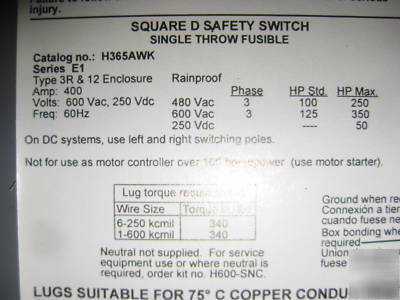 injury.
SQUARE D SAFETY SWITCH
SINGLE THROW FUSIBLE
Catalog no.: H365AWK
Series E1
Type 3R & 12 Enclosure Rainproof
Amp: 400 Phase HP Std. HP Max.
Volts: 600 Vac, 250 Vdc 480 Vac 3 100 250
Freq: 60Hz 600 Vac 3 125 350
250 Vdc ---- 50
On DC systems, use left and right switching poles.
Not for use as motor controller over 100 horsepower (use motor starter).
Lug torque
Wire Size Torque
6-250 kcmil 340
1-600 kcmil 340
Neutral not supplied. For service
equipment use or where neutral is
required, order kit no. H600-SNC.
Ground when
Connexión a tier
cuando fuese ne
Box bonding whe
required
Union
fuese
LUGS SUITABLE FOR 75° C COPPER CONDU